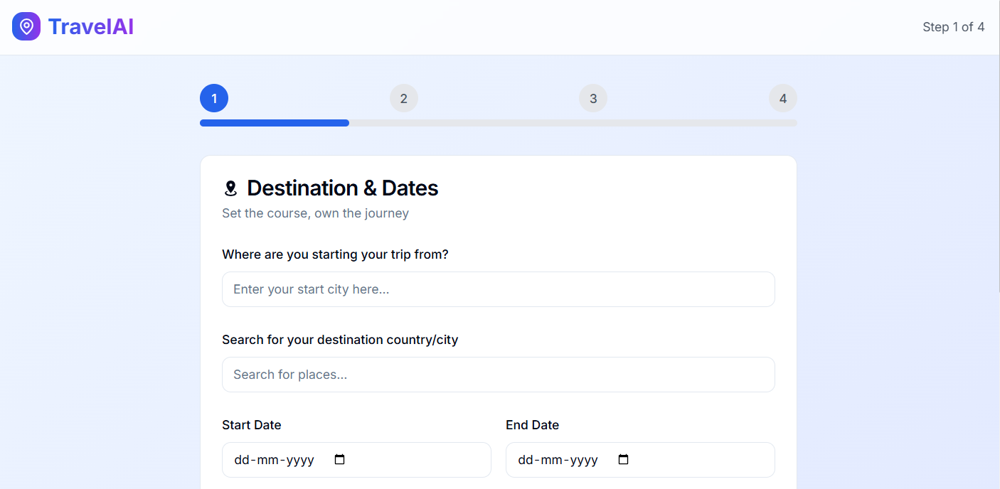 TravelAI
Step 1 of 4
1 2 3 4
Destination & Dates
Set the course, own the journey
Where are you starting your trip from?
Enter your start city here...
Search for your destination country/city
Search for places...
Start Date End Date
dd-mm-yyyy dd-mm-yyyy